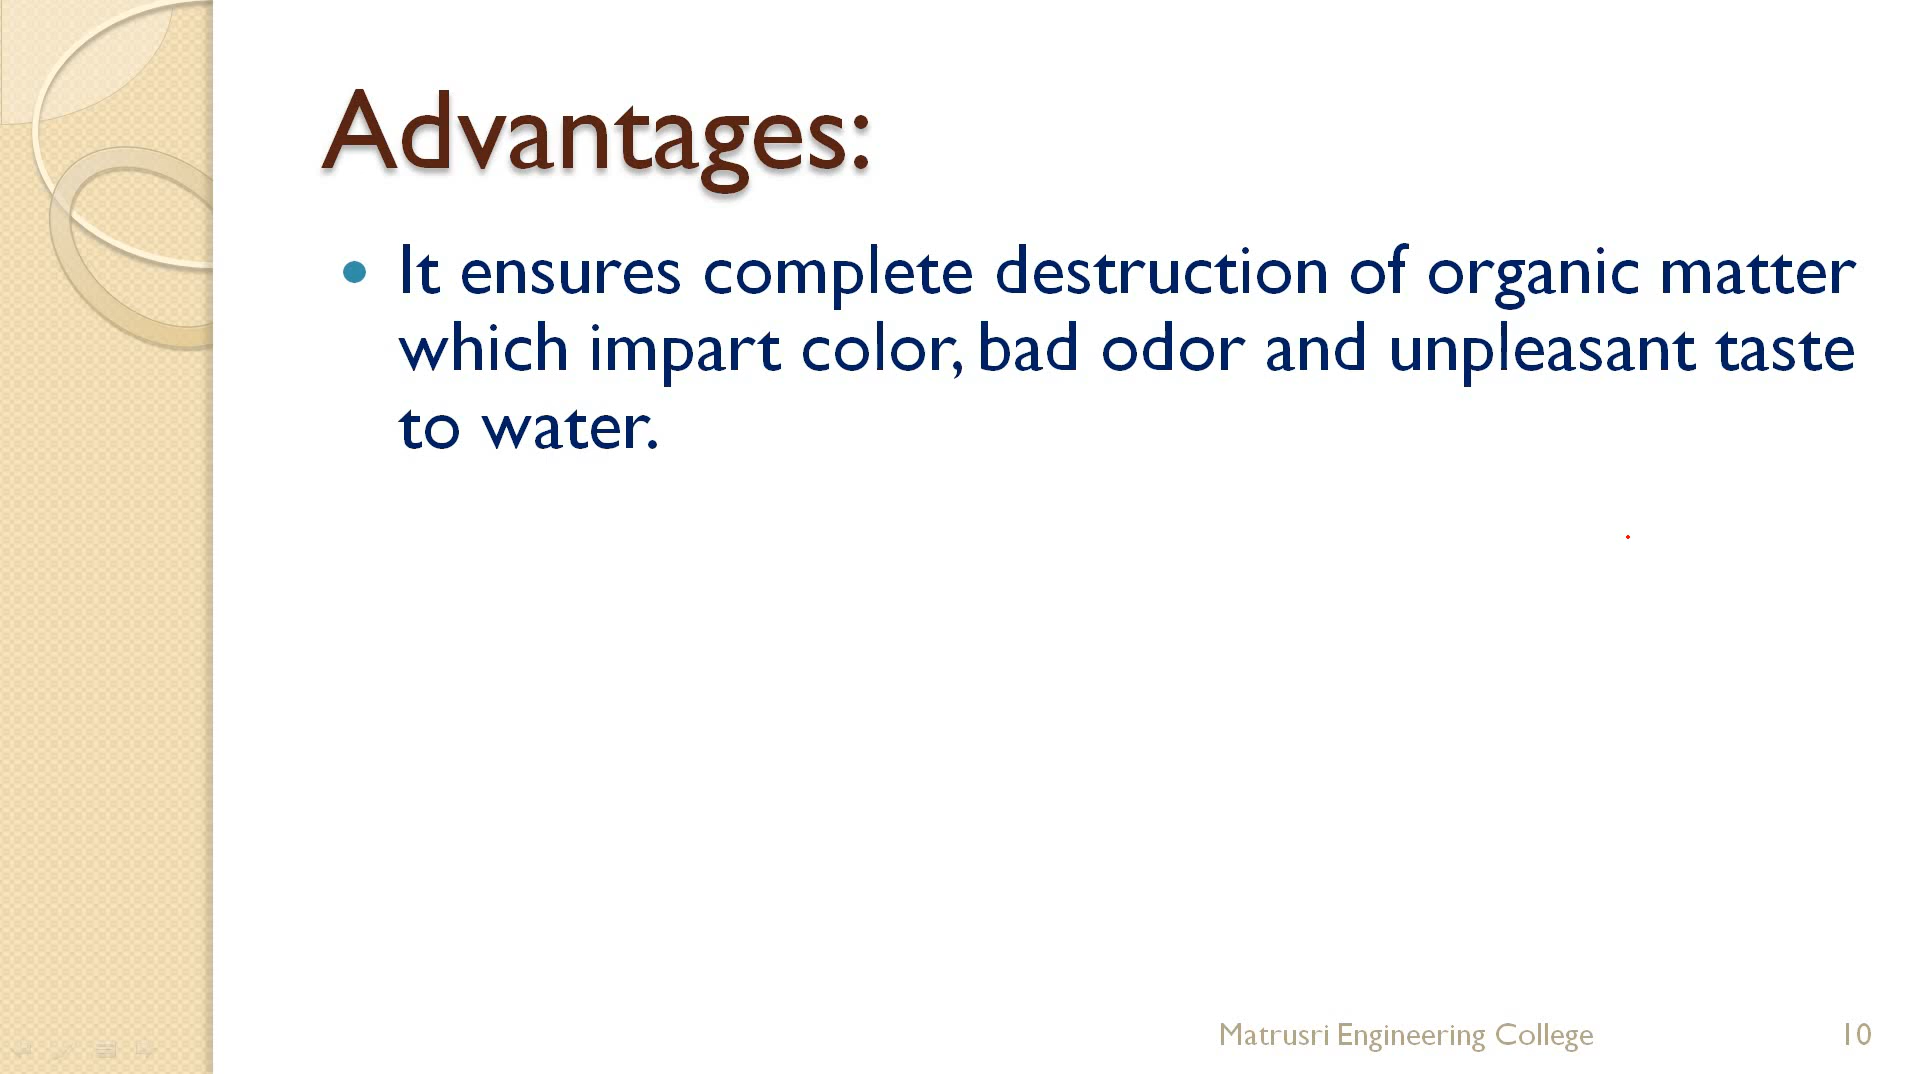 Advantages:
• It ensures complete destruction of organic matter
which impart color, bad odor and unpleasant taste
to water.
Matrusri Engineering College 10